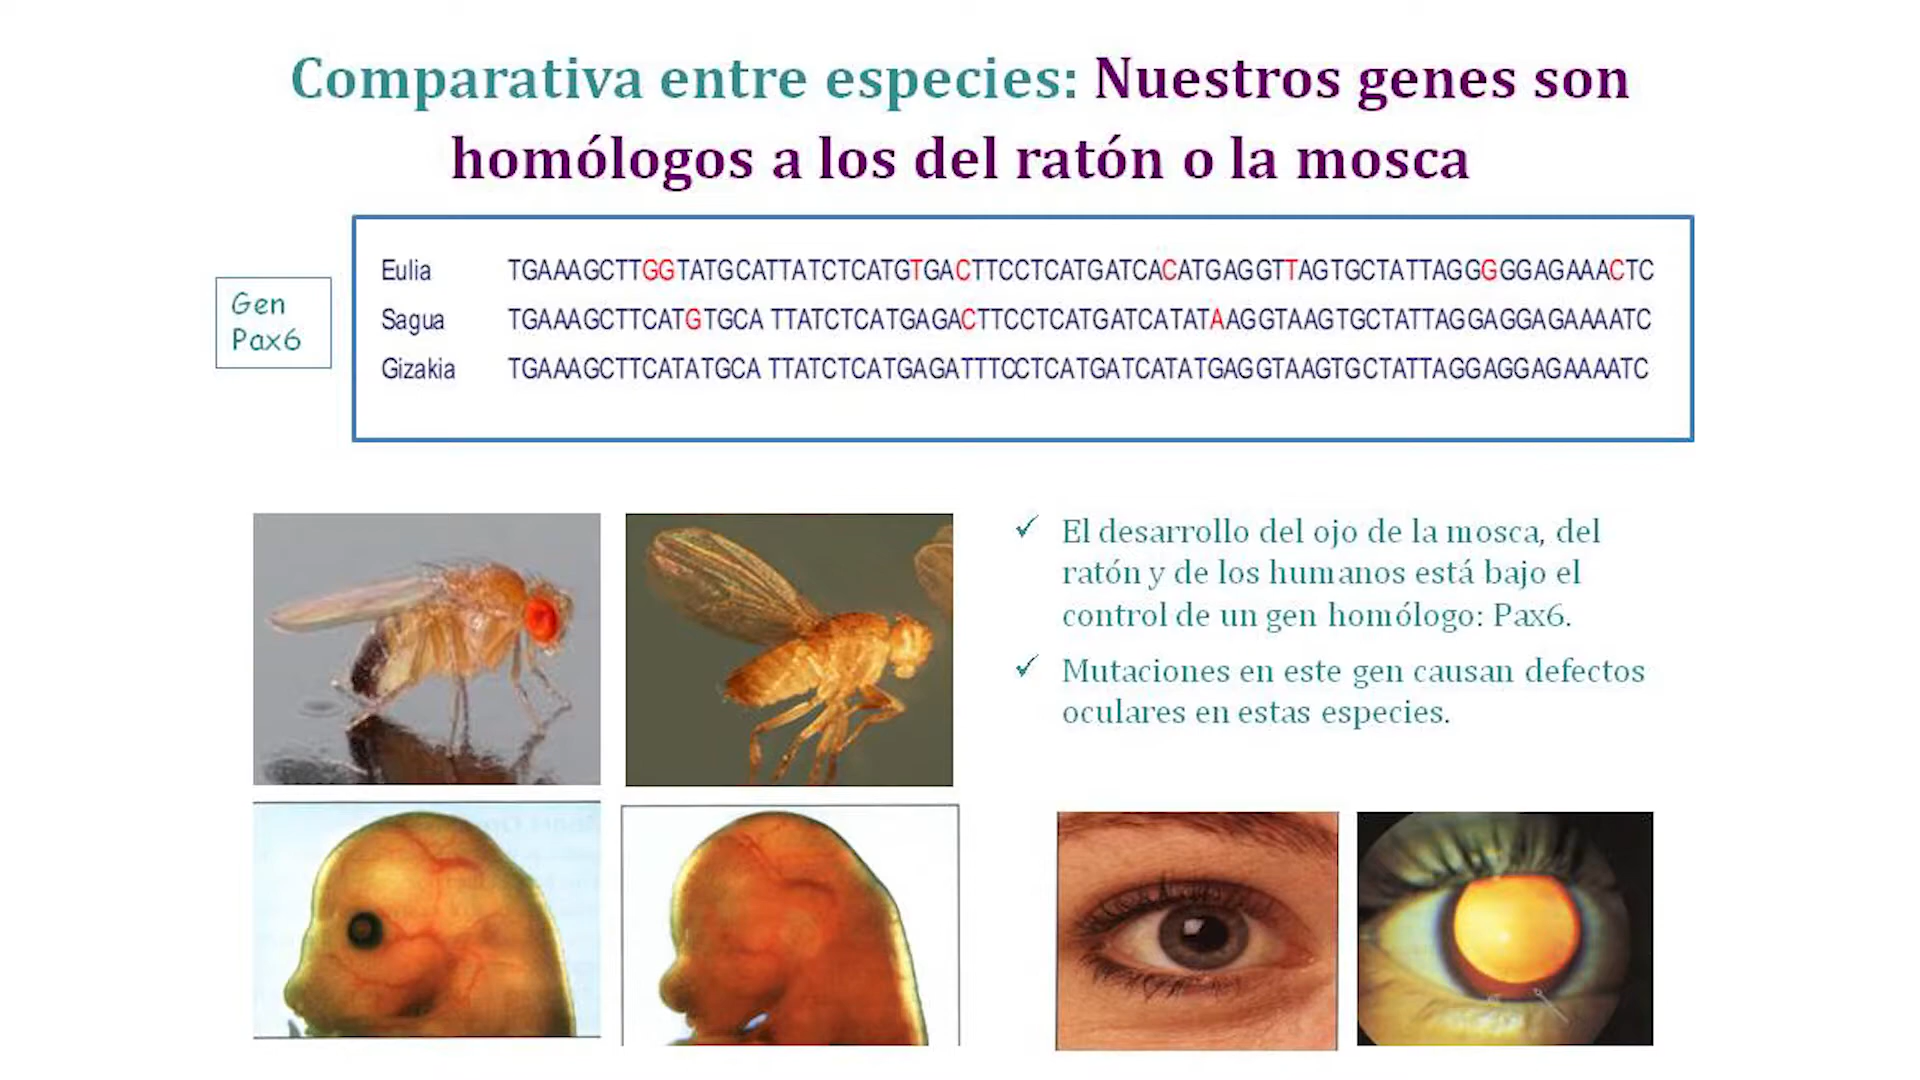 Comparativa entre especies: Nuestros genes son
homólogos a los del ratón o la mosca
Gen
Pax6
Eulia TGAAAGCTTGGTATGCATTATCTCATGTGACTTCCTCATGATCACATGAGGTTAGTGCTATTAGGGGGAGAAACTC
Sagua TGAAAGCTTCATGTGCA TTATCTCATGAGACTTCCTCATGATCATATAAGGTAAGTGCTATTAGGAGGAGAAAATC
Gizakia TGAAAGCTTCATATGCA TTATCTCATGAGATTTCCTCATGATCATATGAGGTAAGTGCTATTAGGAGGAGAAAATC
✓ El desarrollo del ojo de la mosca, del
ratón y de los humanos está bajo el
control de un gen homólogo: Pax6.
✓ Mutaciones en este gen causan defectos
oculares en estas especies.